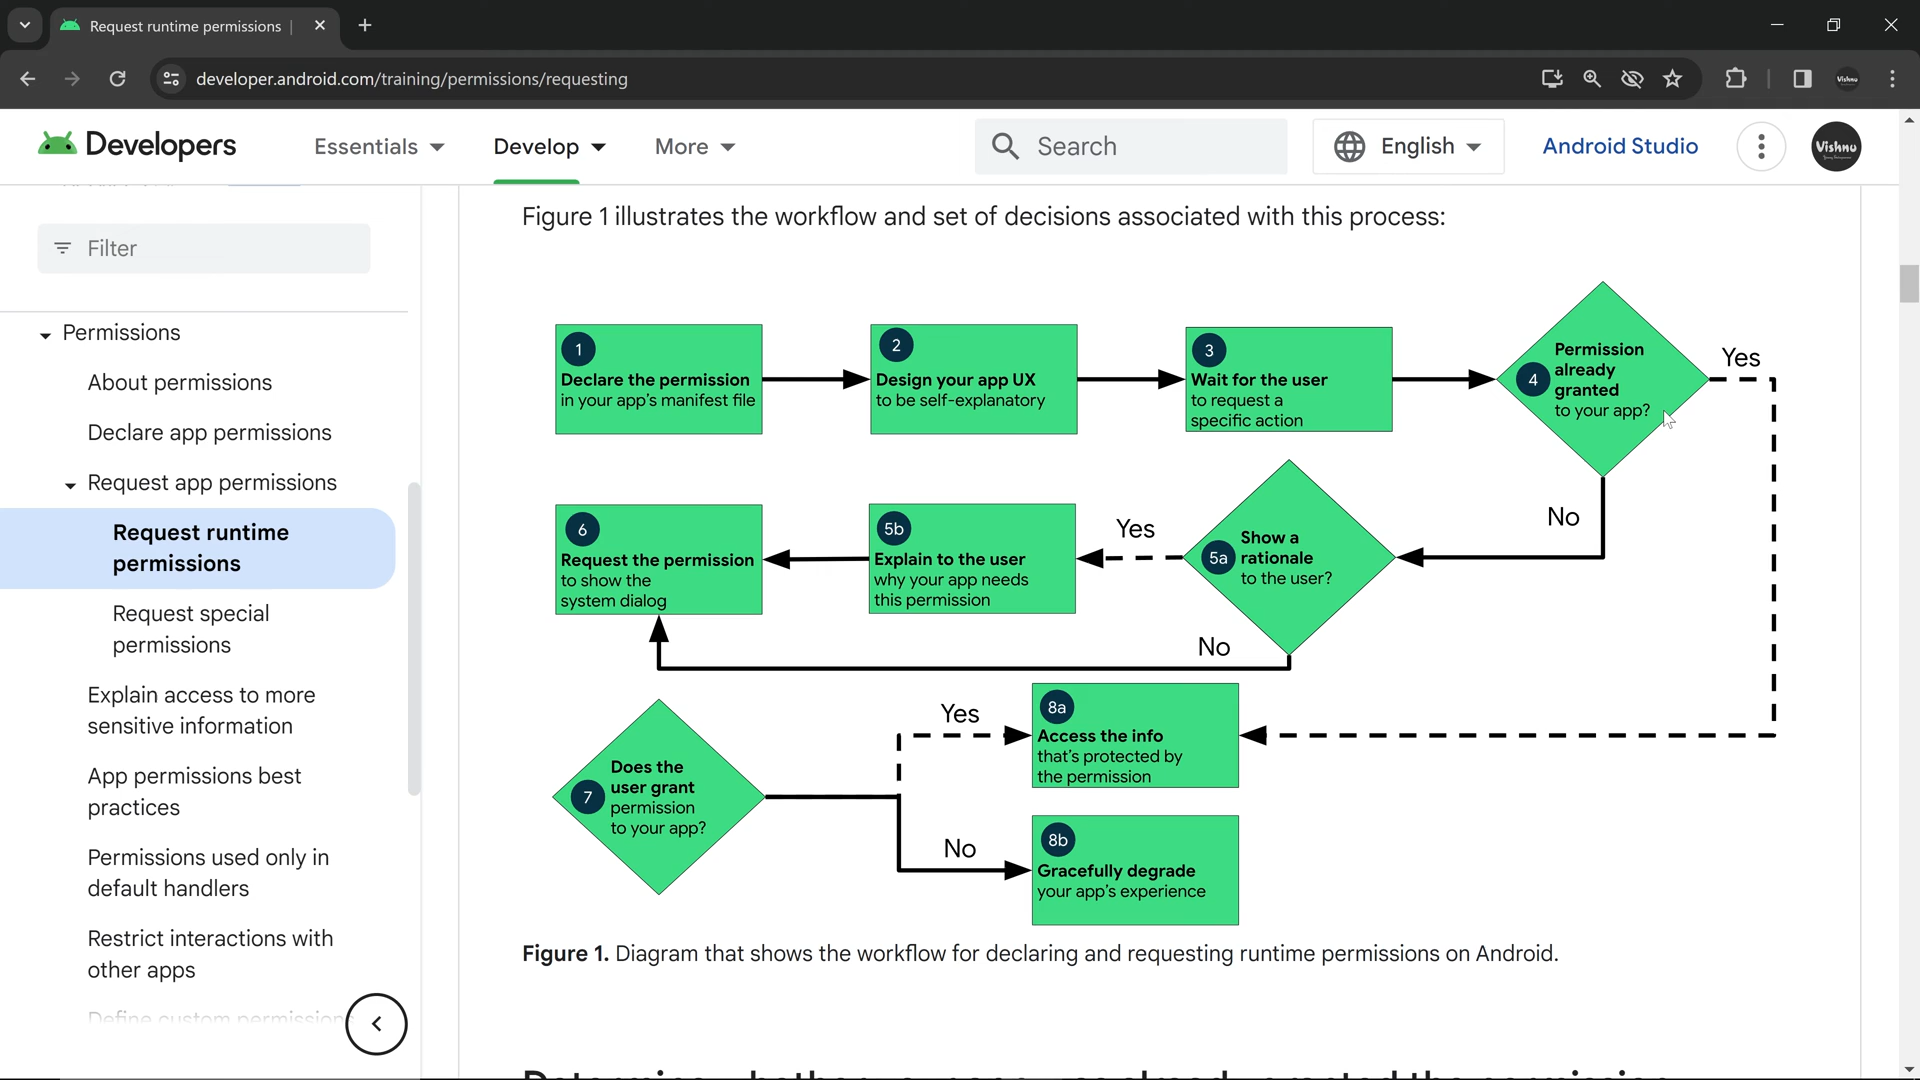 Request runtime permissions
developer.android.com/training/permissions/requesting
Vishnu
Developers
Essentials
Develop
More
Search
English
Android Studio
Vishnu
Filter
Permissions
About permissions
Declare app permissions
Request app permissions
Request runtime
permissions
Request special
permissions
Explain access to more
sensitive information
App permissions best
practices
Permissions used only in
default handlers
Restrict interactions with
other apps
Define custom permissions
Figure 1 illustrates the workflow and set of decisions associated with this process:
1
Declare the permission
in your app's manifest file
2
Design your app UX
to be self-explanatory
3
Wait for the user
to request a
specific action
4
Permission
already
granted
to your app?
Yes
No
5a
Show a
rationale
to the user?
Yes
No
5b
Explain to the user
why your app needs
this permission
6
Request the permission
to show the
system dialog
7
Does the
user grant
permission
to your app?
Yes
No
8a
Access the info
that's protected by
the permission
8b
Gracefully degrade
your app's experience
Figure 1. Diagram that shows the workflow for declaring and requesting runtime permissions on Android.